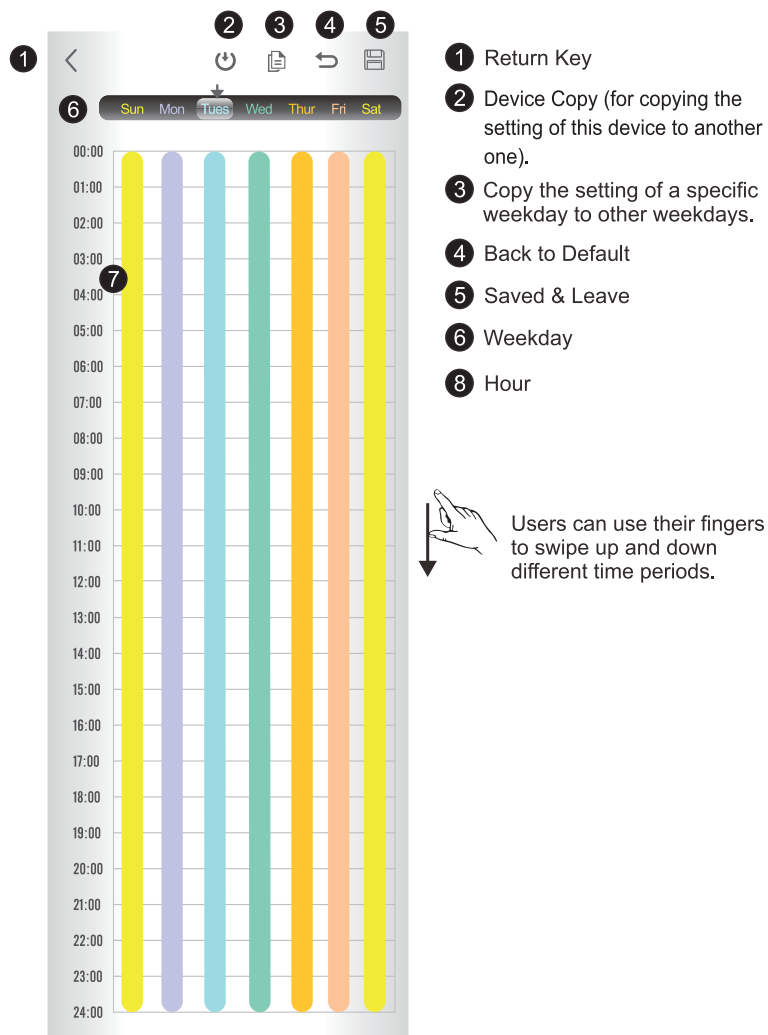 2 3 4 5
1
6 Sun Mon Tues Wed Thur Fri Sat
00:00
01:00
02:00
03:00
7
04:00
05:00
06:00
07:00
08:00
09:00
10:00
11:00
12:00
13:00
14:00
15:00
16:00
17:00
18:00
19:00
20:00
21:00
22:00
23:00
24:00
1 Return Key
2 Device Copy (for copying the
setting of this device to another
one).
3 Copy the setting of a specific
weekday to other weekdays.
4 Back to Default
5 Saved & Leave
6 Weekday
8 Hour
Users can use their fingers
to swipe up and down
different time periods.